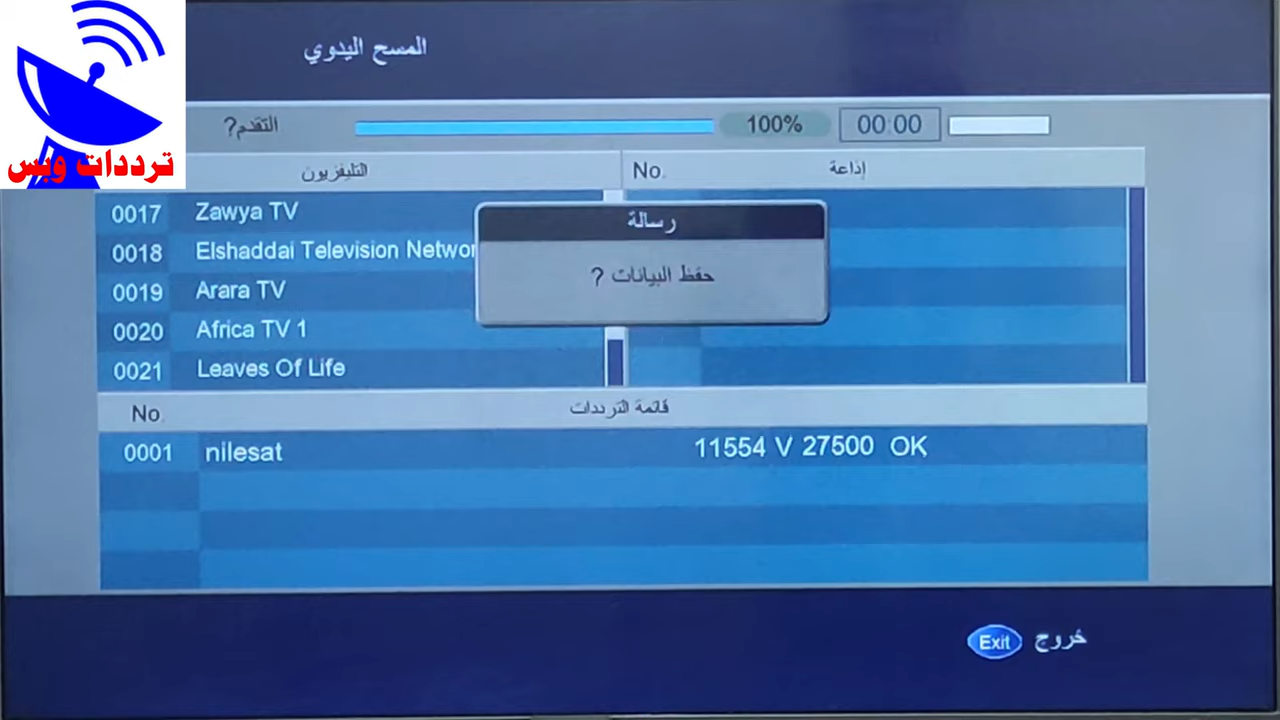 المسح اليدوي
ترددات وبس
التقدم?
100%
00:00
التليفزيون
No.
إذاعة
0017 Zawya TV
0018 Elshaddai Television Networ
0019 Arara TV
0020 Africa TV 1
0021 Leaves Of Life
رسالة
حفظ البيانات ?
No.
قائمة الترددات
0001 nilesat 11554 V 27500 OK
Exit خروج